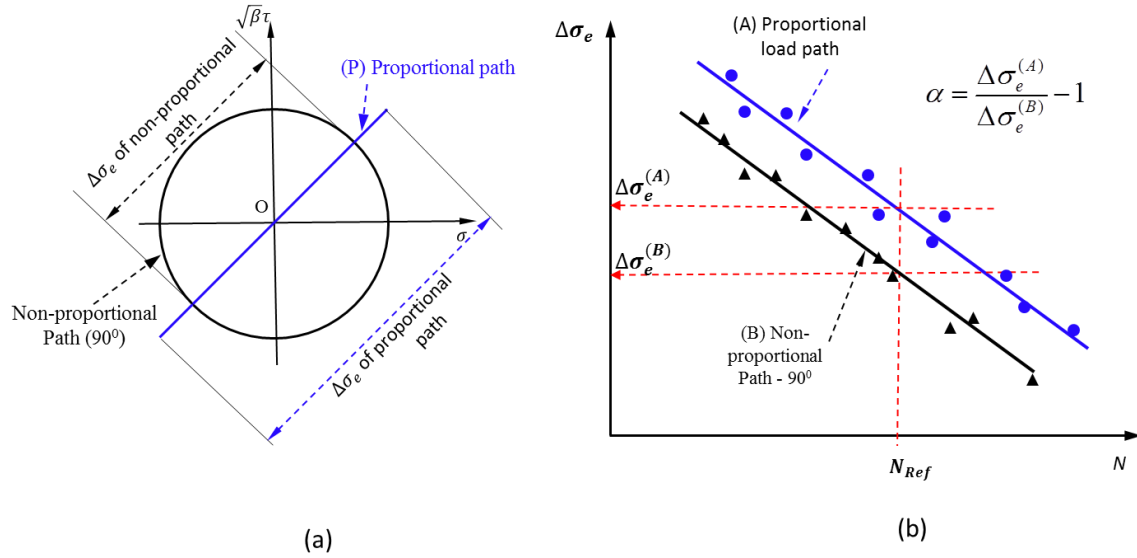 √β τ
(P) Proportional path
Δσₑ of non-proportional
path
O
σ
Non-proportional
Path (90⁰)
Δσₑ of proportional
path
(a)
Δσₑ
(A) Proportional
load path
α = Δσₑ^(A) / Δσₑ^(B) − 1
Δσₑ^(A)
Δσₑ^(B)
(B) Non-
proportional
Path - 90⁰
N_Ref
N
(b)